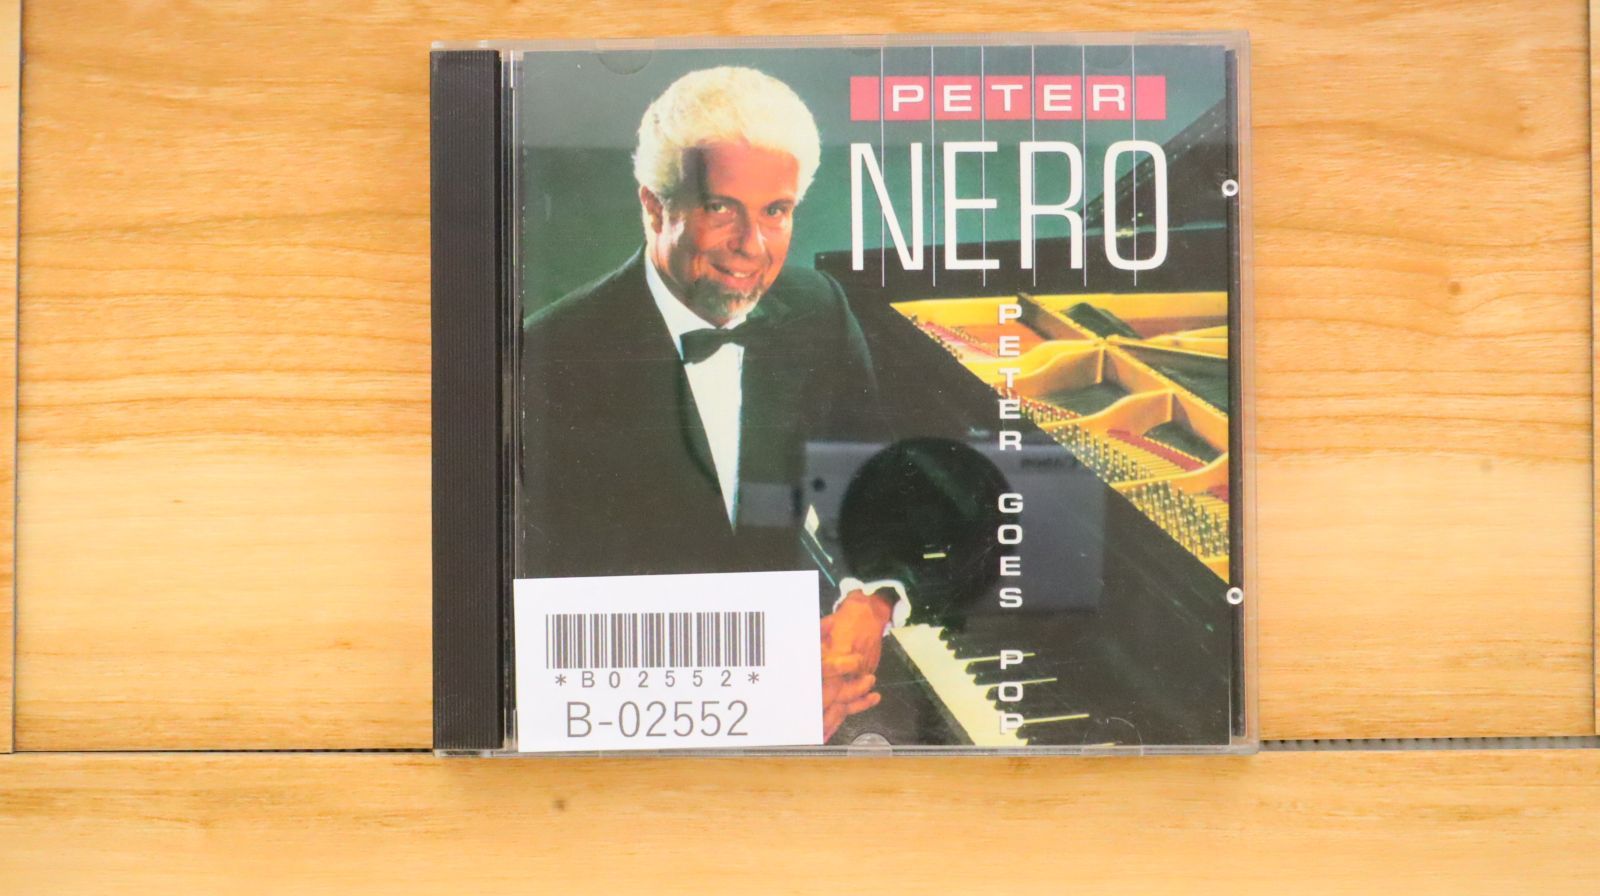 PETER
NERO
PETER GOES POP
*B02552*
B-02552